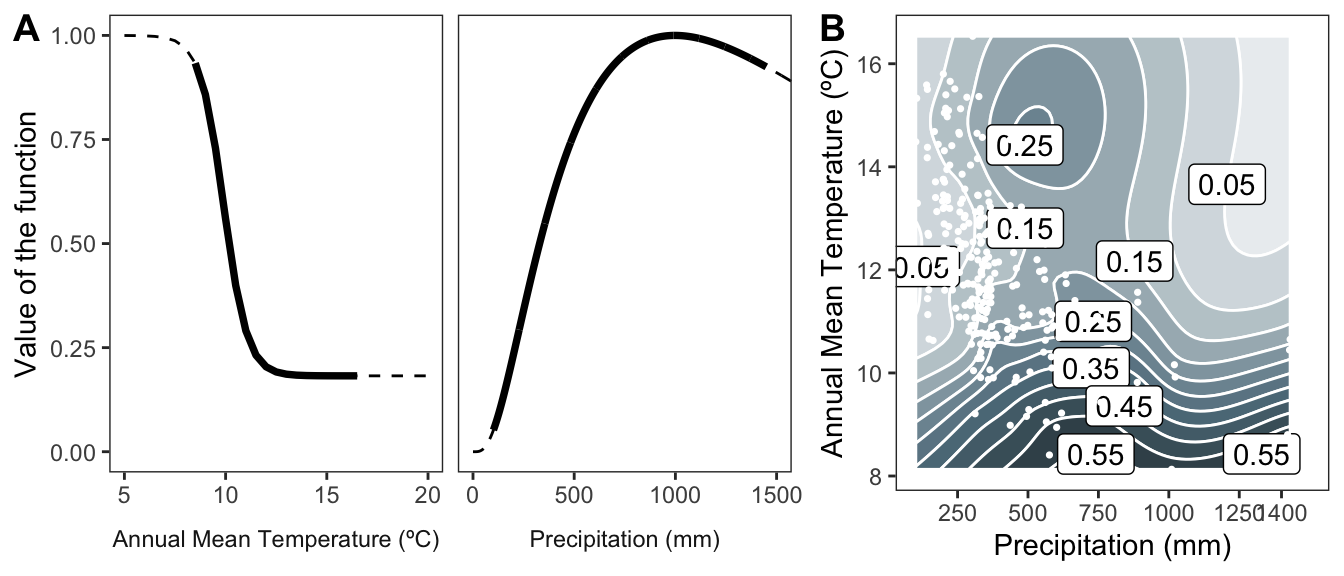 A
Value of the function
1.00
0.75
0.50
0.25
0.00
5 10 15 20
Annual Mean Temperature (ºC)
0 500 1000 1500
Precipitation (mm)
B
Annual Mean Temperature (ºC)
16
14
12
10
8
0.25
0.05
0.15
0.05
0.15
0.25
0.35
0.45
0.55 0.55
250 500 750 1000 1250 1400
Precipitation (mm)